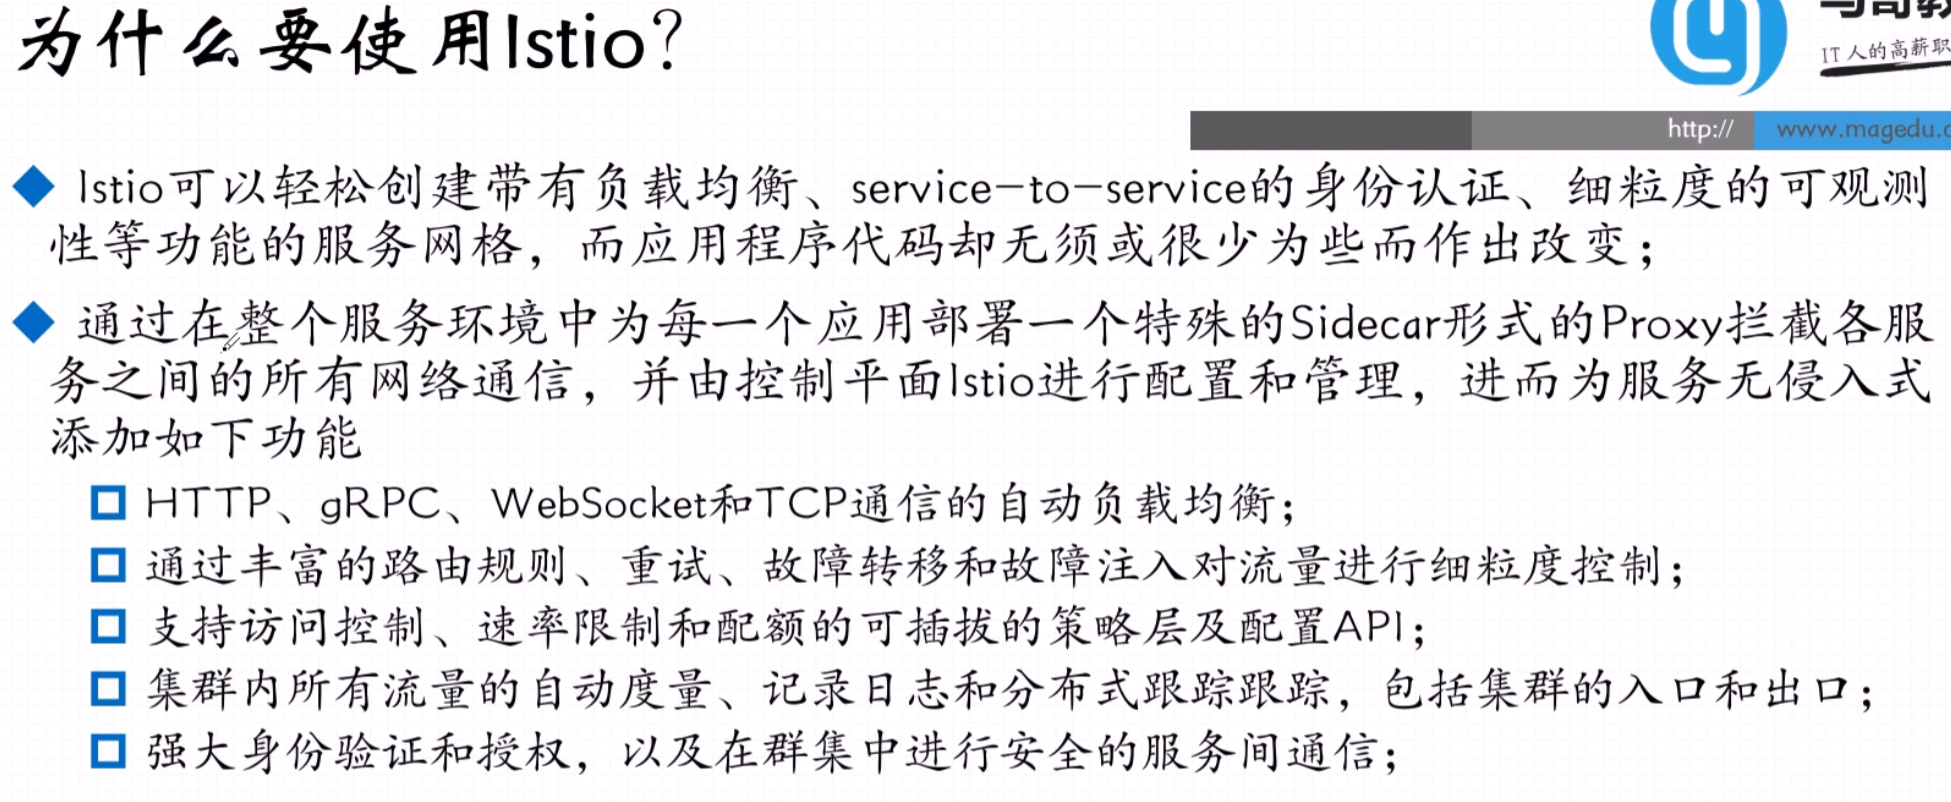 为什么要使用Istio？
IT人的高薪职
http:// www.magedu.
Istio可以轻松创建带有负载均衡、service-to-service的身份认证、细粒度的可观测
性等功能的服务网格，而应用程序代码却无须或很少为些而作出改变；
通过在整个服务环境中为每一个应用部署一个特殊的Sidecar形式的Proxy拦截各服
务之间的所有网络通信，并由控制平面Istio进行配置和管理，进而为服务无侵入式
添加如下功能
HTTP、gRPC、WebSocket和TCP通信的自动负载均衡；
通过丰富的路由规则、重试、故障转移和故障注入对流量进行细粒度控制；
支持访问控制、速率限制和配额的可插拔的策略层及配置API；
集群内所有流量的自动度量、记录日志和分布式跟踪跟踪，包括集群的入口和出口；
强大身份验证和授权，以及在群集中进行安全的服务间通信；